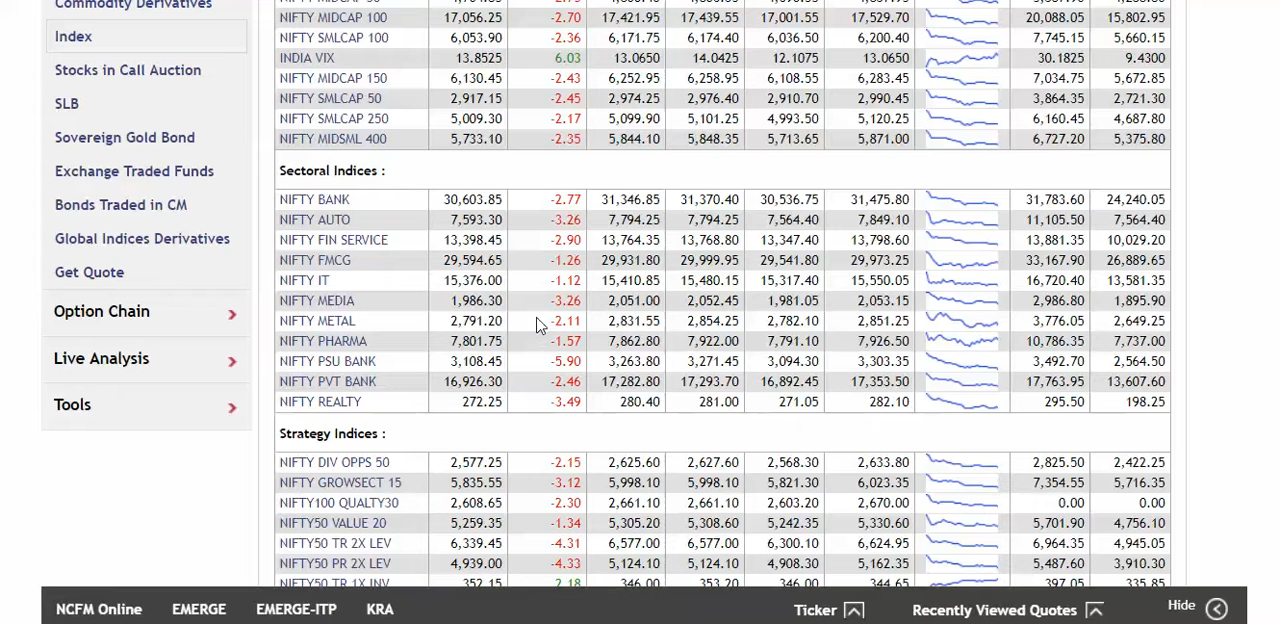 Commodity Derivatives
Index
Stocks in Call Auction
SLB
Sovereign Gold Bond
Exchange Traded Funds
Bonds Traded in CM
Global Indices Derivatives
Get Quote
Option Chain
Live Analysis
Tools
NIFTY MIDCAP 100 17,056.25 -2.70 17,421.95 17,439.55 17,001.55 17,529.70 20,088.05 15,802.95
NIFTY SMLCAP 100 6,053.90 -2.36 6,171.75 6,174.40 6,036.50 6,200.40 7,745.15 5,660.15
INDIA VIX 13.8525 6.03 13.0650 14.0425 12.1075 13.0650 30.1825 9.4300
NIFTY MIDCAP 150 6,130.45 -2.43 6,252.95 6,258.95 6,108.55 6,283.45 7,034.75 5,672.85
NIFTY SMLCAP 50 2,917.15 -2.45 2,974.25 2,976.40 2,910.70 2,990.45 3,864.35 2,721.30
NIFTY SMLCAP 250 5,009.30 -2.17 5,099.90 5,101.25 4,993.50 5,120.25 6,160.45 4,687.80
NIFTY MIDSML 400 5,733.10 -2.35 5,844.10 5,848.35 5,713.65 5,871.00 6,727.20 5,375.80
Sectoral Indices :
NIFTY BANK 30,603.85 -2.77 31,346.85 31,370.40 30,536.75 31,475.80 31,783.60 24,240.05
NIFTY AUTO 7,593.30 -3.26 7,794.25 7,794.25 7,564.40 7,849.10 11,105.50 7,564.40
NIFTY FIN SERVICE 13,398.45 -2.90 13,764.35 13,768.80 13,347.40 13,798.60 13,881.35 10,029.20
NIFTY FMCG 29,594.65 -1.26 29,931.80 29,999.95 29,541.80 29,973.25 33,167.90 26,889.65
NIFTY IT 15,376.00 -1.12 15,410.85 15,480.15 15,317.40 15,550.05 16,720.40 13,581.35
NIFTY MEDIA 1,986.30 -3.26 2,051.00 2,052.45 1,981.05 2,053.15 2,986.80 1,895.90
NIFTY METAL 2,791.20 -2.11 2,831.55 2,854.25 2,782.10 2,851.25 3,776.05 2,649.25
NIFTY PHARMA 7,801.75 -1.57 7,862.80 7,922.00 7,791.10 7,926.50 10,786.35 7,737.00
NIFTY PSU BANK 3,108.45 -5.90 3,263.80 3,271.45 3,094.30 3,303.35 3,492.70 2,564.50
NIFTY PVT BANK 16,926.30 -2.46 17,282.80 17,293.70 16,892.45 17,353.50 17,763.95 13,607.60
NIFTY REALTY 272.25 -3.49 280.40 281.00 271.05 282.10 295.50 198.25
Strategy Indices :
NIFTY DIV OPPS 50 2,577.25 -2.15 2,625.60 2,627.60 2,568.30 2,633.80 2,825.50 2,422.25
NIFTY GROWSECT 15 5,835.55 -3.12 5,998.10 5,998.10 5,821.30 6,023.35 7,354.55 5,716.35
NIFTY100 QUALTY30 2,608.65 -2.30 2,661.10 2,661.10 2,603.20 2,670.00 0.00 0.00
NIFTY50 VALUE 20 5,259.35 -1.34 5,305.20 5,308.60 5,242.35 5,330.60 5,701.90 4,756.10
NIFTY50 TR 2X LEV 6,339.45 -4.31 6,577.00 6,577.00 6,300.10 6,624.95 6,964.35 4,945.05
NIFTY50 PR 2X LEV 4,939.00 -4.33 5,124.10 5,124.10 4,908.30 5,162.35 5,487.60 3,910.30
NIFTY50 TR 1X INV 352.15 2.18 346.00 353.20 346.00 344.65 397.05 335.85
NCFM Online EMERGE EMERGE-ITP KRA Ticker Recently Viewed Quotes Hide